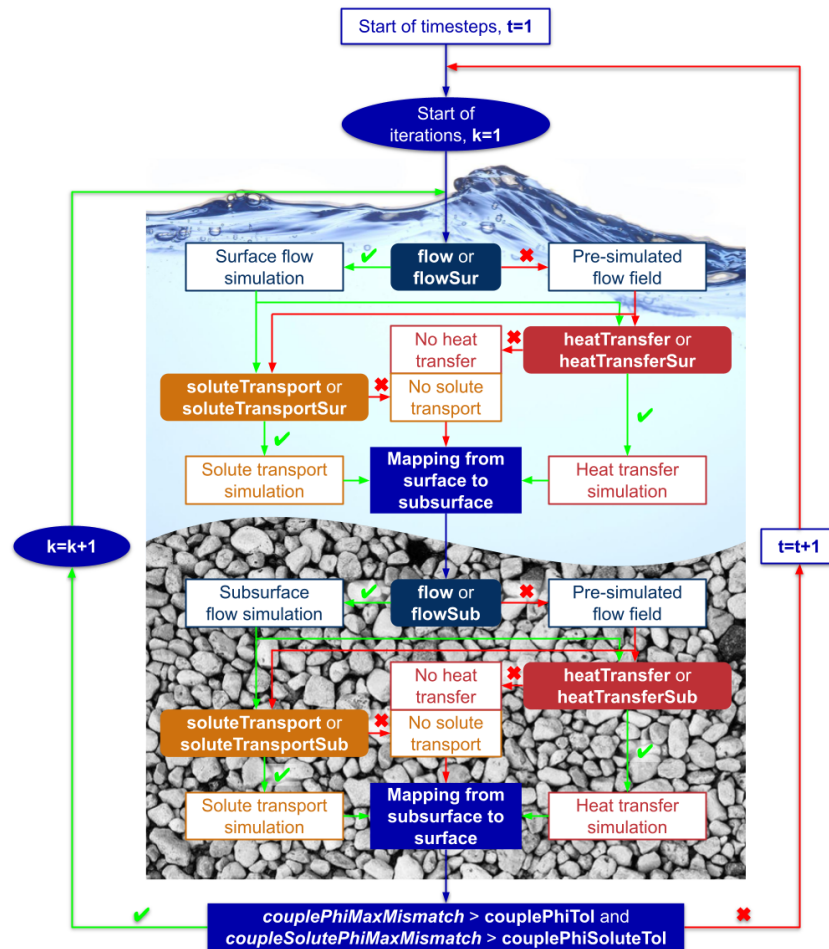 Start of timesteps, t=1
Start of
iterations, k=1
Surface flow
simulation
flow or
flowSur
Pre-simulated
flow field
No heat
transfer
heatTransfer or
heatTransferSur
soluteTransport or
soluteTransportSur
No solute
transport
Solute transport
simulation
Mapping from
surface to
subsurface
Heat transfer
simulation
k=k+1
t=t+1
Subsurface
flow simulation
flow or
flowSub
Pre-simulated
flow field
No heat
transfer
heatTransfer or
heatTransferSub
soluteTransport or
soluteTransportSub
No solute
transport
Solute transport
simulation
Mapping from
subsurface to
surface
Heat transfer
simulation
couplePhiMaxMismatch > couplePhiTol and
coupleSolutePhiMaxMismatch > couplePhiSoluteTol